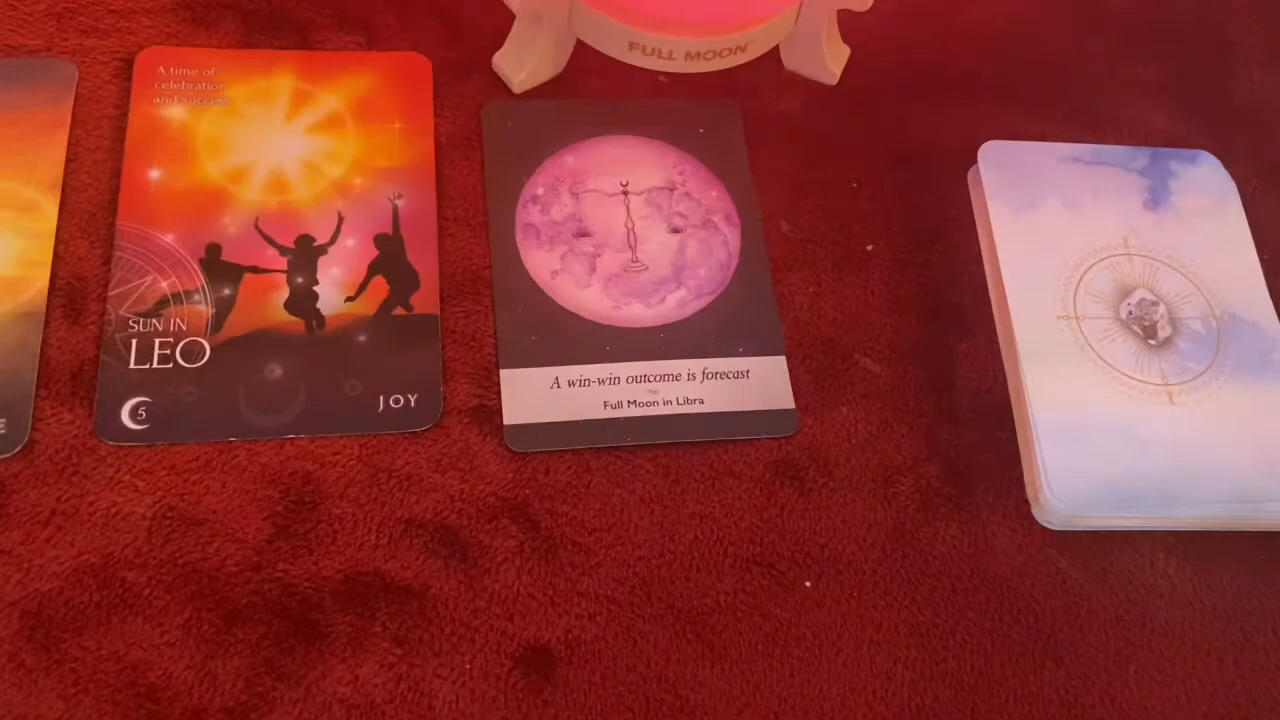 FULL MOON
A time of
celebration
and success
SUN IN
LEO
5
JOY
A win-win outcome is forecast
Full Moon in Libra
E